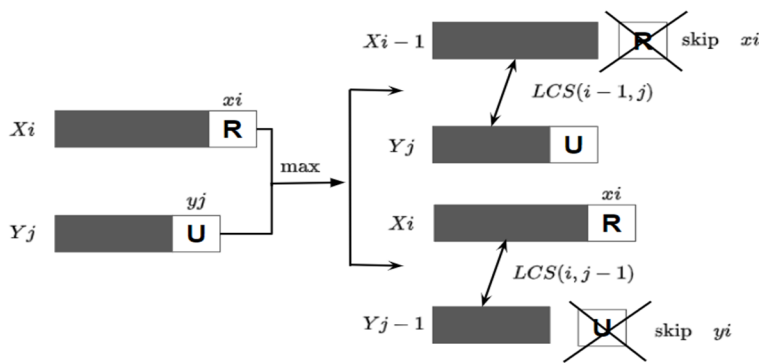 Xi xi R
max
Yj yj U
Xi-1 R skip xi
LCS(i-1,j)
Yj U
xi
Xi R
LCS(i,j-1)
Yj-1 U skip yi